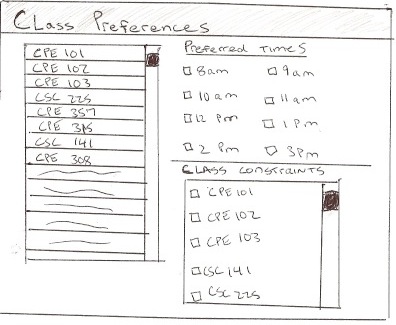 Class Preferences
CPE 101
CPE 102
CPE 103
CSC 225
CPE 357
CPE 315
CSC 141
CPE 308
Preferred Times
8am 9am
10 am 11am
12 pm 1 pm
2 pm 3pm
CLASS CONSTRAINTS
CPE 101
CPE 102
CPE 103
CSC 141
CSC 225